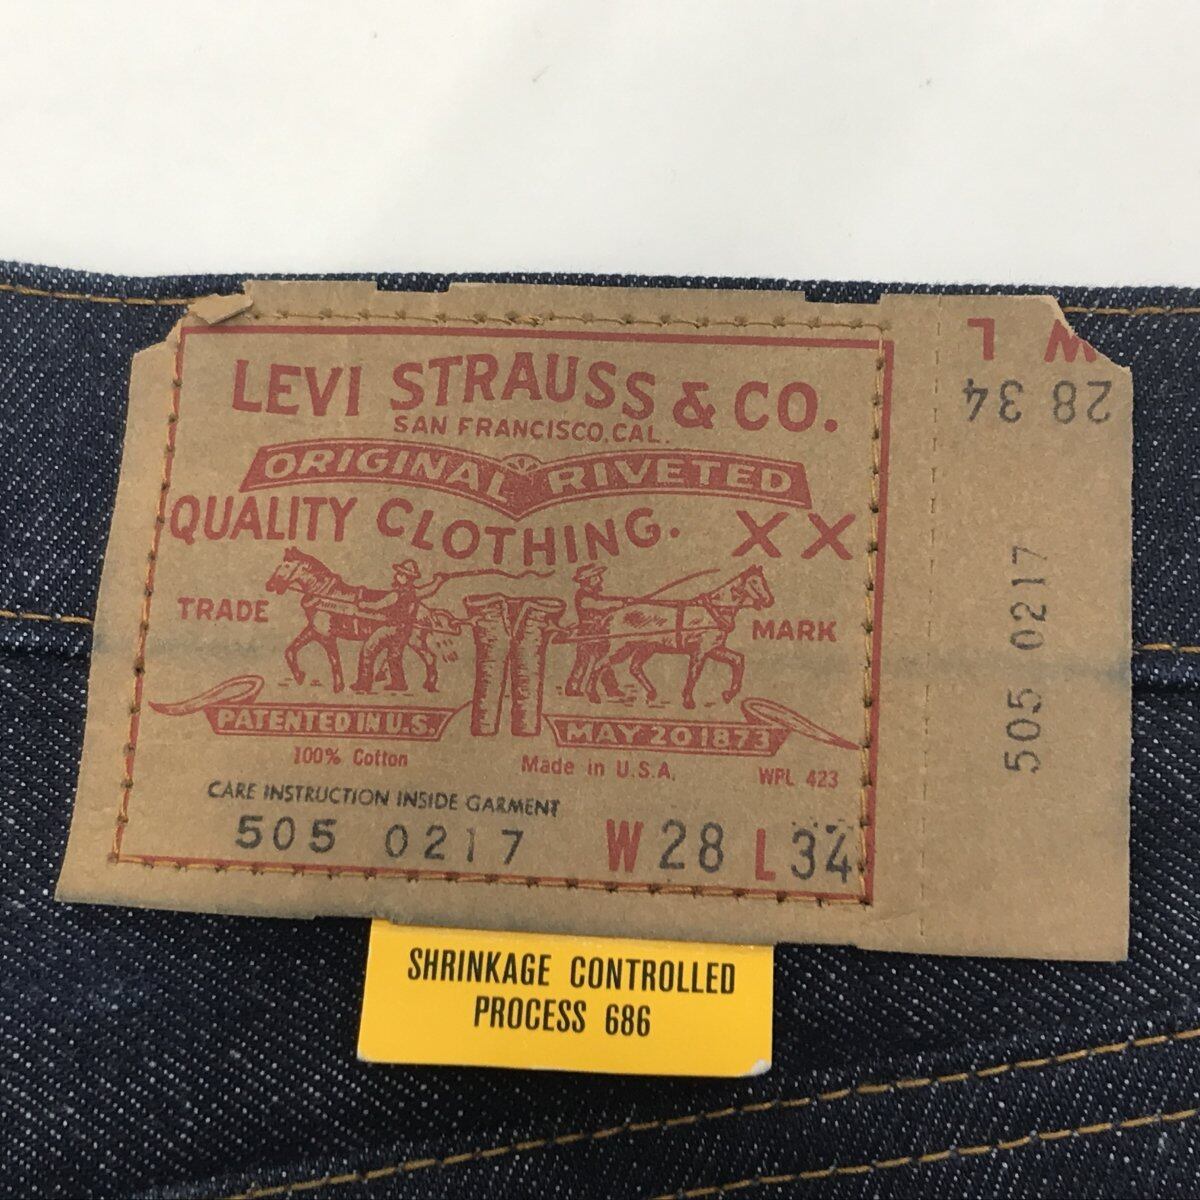 LEVI STRAUSS & CO.
SAN FRANCISCO, CAL.
ORIGINAL RIVETED
QUALITY CLOTHING. XX
TRADE MARK
PATENTED IN U.S. MAY 20 1873
100% Cotton Made in U.S.A. WPL 423
CARE INSTRUCTION INSIDE GARMENT
505 0217 W 28 L 34
W L
28 34
505 0217
SHRINKAGE CONTROLLED
PROCESS 686